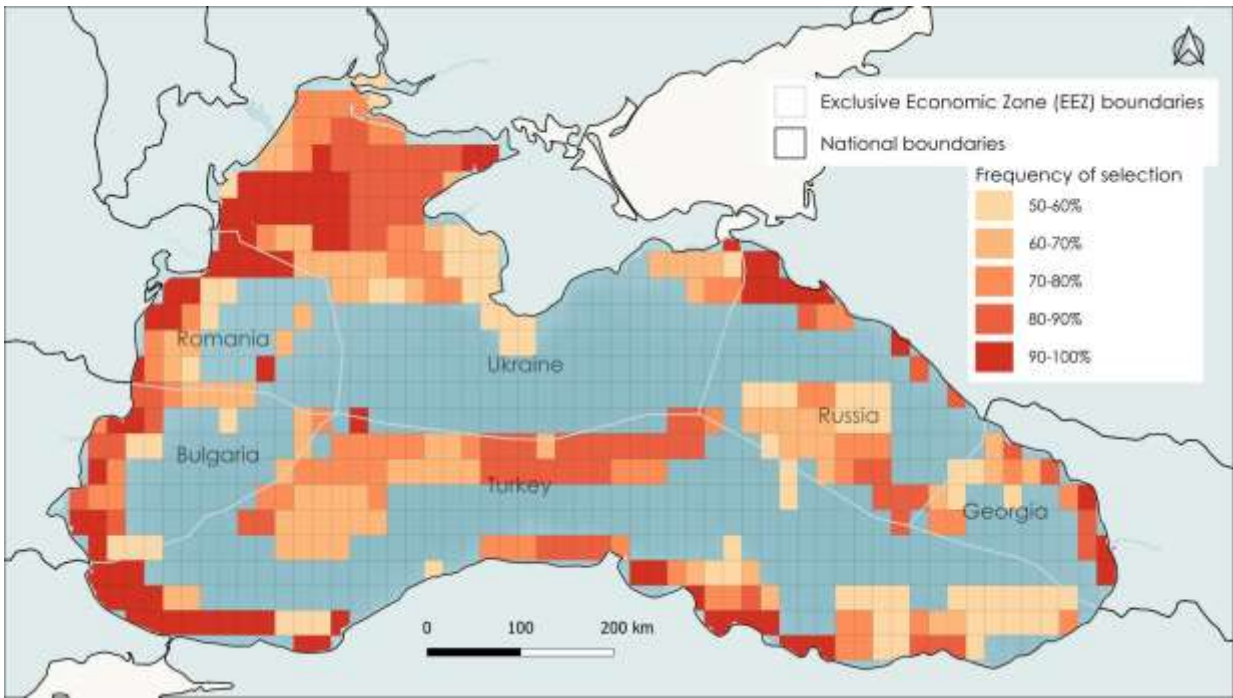 Exclusive Economic Zone (EEZ) boundaries
National boundaries
Frequency of selection
50-60%
60-70%
70-80%
80-90%
90-100%
Romania
Ukraine
Russia
Bulgaria
Turkey
Georgia
0 100 200 km